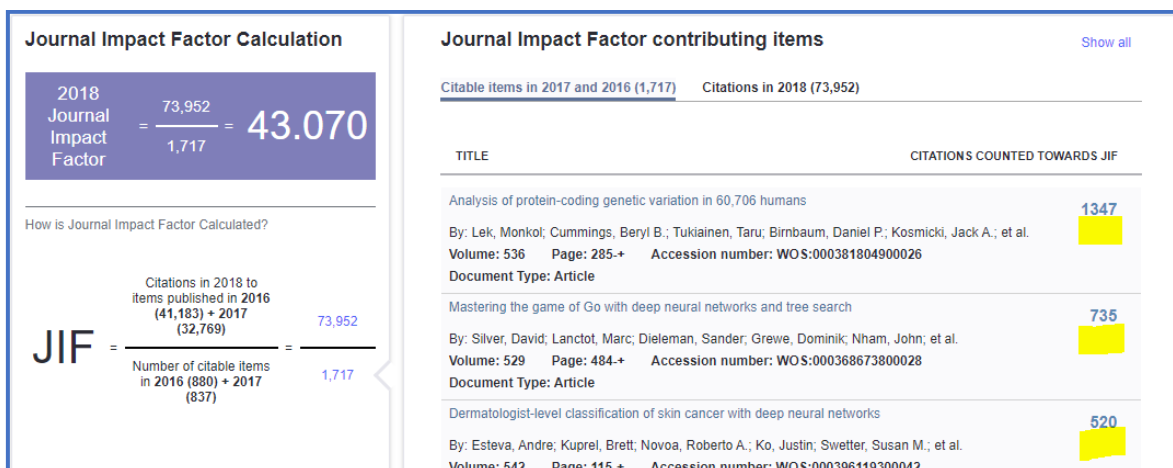 Journal Impact Factor Calculation
2018
Journal
Impact
Factor
= 73,952
1,717
= 43.070
How is Journal Impact Factor Calculated?
JIF =
Citations in 2018 to
items published in 2016
(41,183) + 2017
(32,769)
Number of citable items
in 2016 (880) + 2017
(837)
=
73,952
1,717
Journal Impact Factor contributing items
Show all
Citable items in 2017 and 2016 (1,717) Citations in 2018 (73,952)
TITLE CITATIONS COUNTED TOWARDS JIF
Analysis of protein-coding genetic variation in 60,706 humans
1347
By: Lek, Monkol; Cummings, Beryl B.; Tukiainen, Taru; Birnbaum, Daniel P.; Kosmicki, Jack A.; et al.
Volume: 536 Page: 285-+ Accession number: WOS:000381804900026
Document Type: Article
Mastering the game of Go with deep neural networks and tree search
735
By: Silver, David; Lanctot, Marc; Dieleman, Sander; Grewe, Dominik; Nham, John; et al.
Volume: 529 Page: 484-+ Accession number: WOS:000368673800028
Document Type: Article
Dermatologist-level classification of skin cancer with deep neural networks
520
By: Esteva, Andre; Kuprel, Brett; Novoa, Roberto A.; Ko, Justin; Swetter, Susan M.; et al.
Volume: 542 Page: 115-+ Accession number: WOS:000396119300042